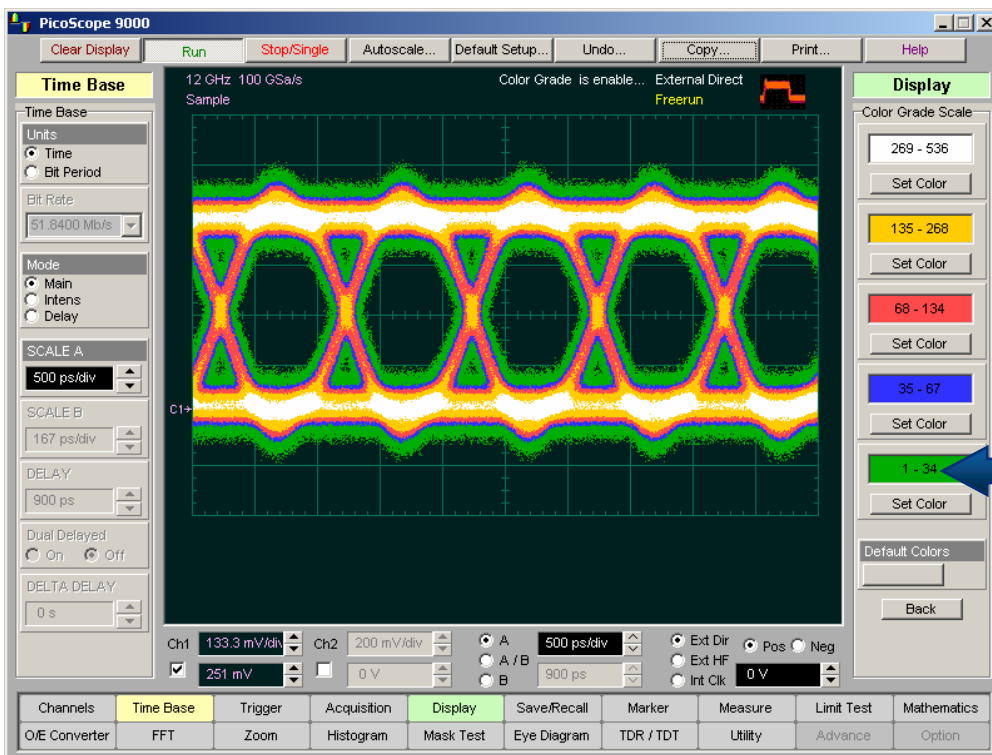 PicoScope 9000
Clear Display Run Stop/Single Autoscale... Default Setup... Undo... Copy... Print... Help
Time Base
Time Base
Units
Time
Bit Period
Bit Rate
51.8400 Mb/s
Mode
Main
Intens
Delay
SCALE A
500 ps/div
SCALE B
167 ps/div
DELAY
900 ps
Dual Delayed
On Off
DELTA DELAY
0 s
12 GHz 100 GSa/s Color Grade is enable... External Direct
Sample Freerun
C1
Display
Color Grade Scale
269 - 536
Set Color
135 - 268
Set Color
68 - 134
Set Color
35 - 67
Set Color
1 - 34
Set Color
Default Colors
Back
Ch1 133.3 mV/div Ch2 200 mV/div A 500 ps/div Ext Dir Pos Neg
A / B Ext HF
251 mV 0 V B 900 ps Int Clk 0 V
Channels Time Base Trigger Acquisition Display Save/Recall Marker Measure Limit Test Mathematics
O/E Converter FFT Zoom Histogram Mask Test Eye Diagram TDR / TDT Utility Advance Option